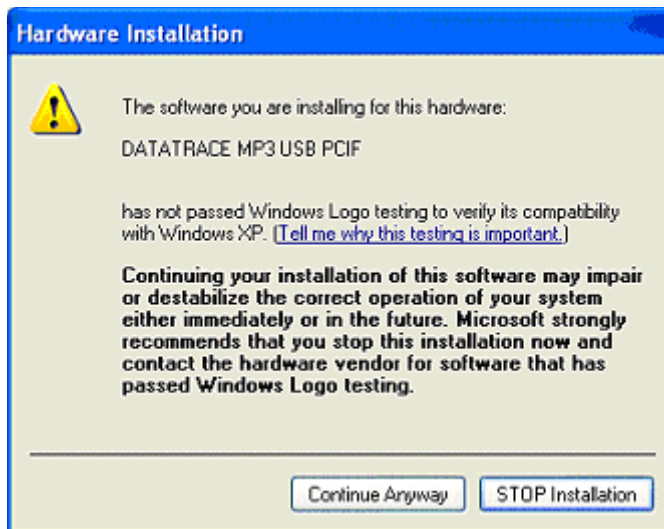 Hardware Installation
The software you are installing for this hardware:
DATATRACE MP3 USB PCIF
has not passed Windows Logo testing to verify its compatibility
with Windows XP. (Tell me why this testing is important.)
Continuing your installation of this software may impair
or destabilize the correct operation of your system
either immediately or in the future. Microsoft strongly
recommends that you stop this installation now and
contact the hardware vendor for software that has
passed Windows Logo testing.
Continue Anyway
STOP Installation